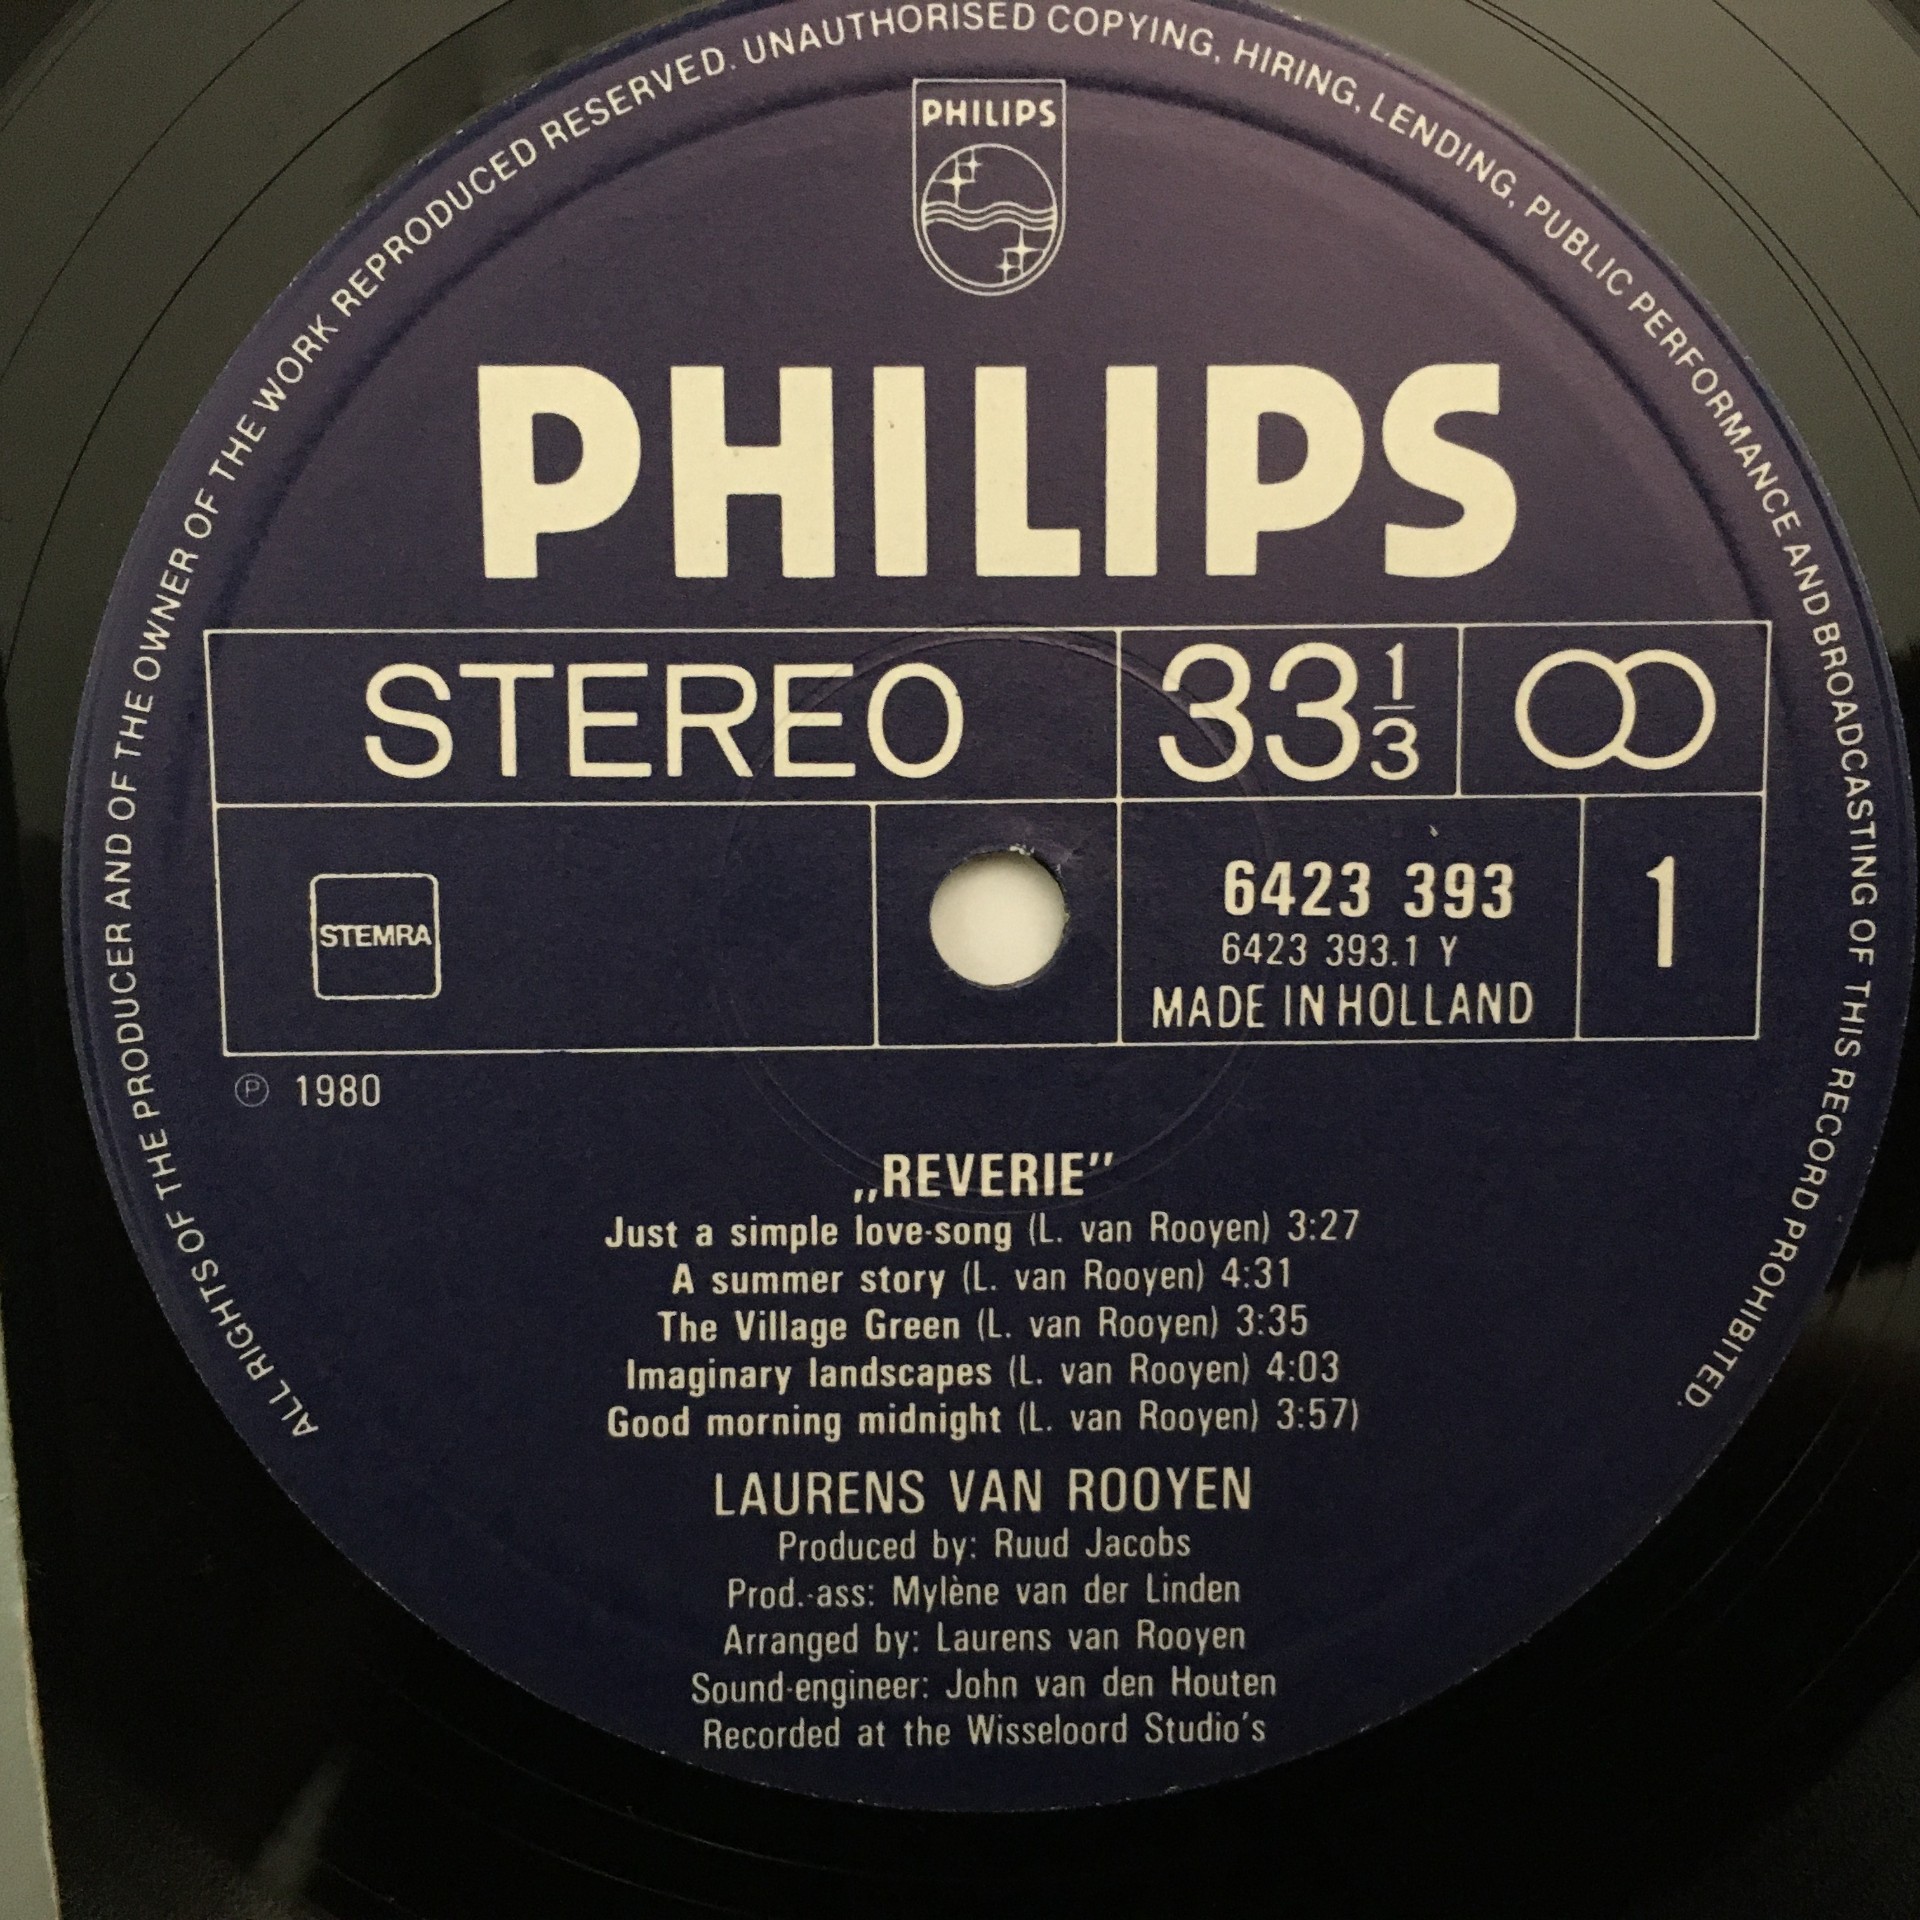 ALL RIGHTS OF THE PRODUCER AND OF THE OWNER OF THE WORK REPRODUCED RESERVED. UNAUTHORISED COPYING, HIRING, LENDING, PUBLIC PERFORMANCE AND BROADCASTING OF THIS RECORD PROHIBITED.
PHILIPS
PHILIPS
STEREO 33 1/3
STEMRA
6423 393 1
6423 393.1 Y
MADE IN HOLLAND
Ⓟ 1980
„REVERIE”
Just a simple love-song (L. van Rooyen) 3:27
A summer story (L. van Rooyen) 4:31
The Village Green (L. van Rooyen) 3:35
Imaginary landscapes (L. van Rooyen) 4:03
Good morning midnight (L. van Rooyen) 3:57)
LAURENS VAN ROOYEN
Produced by: Ruud Jacobs
Prod.-ass: Mylène van der Linden
Arranged by: Laurens van Rooyen
Sound-engineer: John van den Houten
Recorded at the Wisseloord Studio's